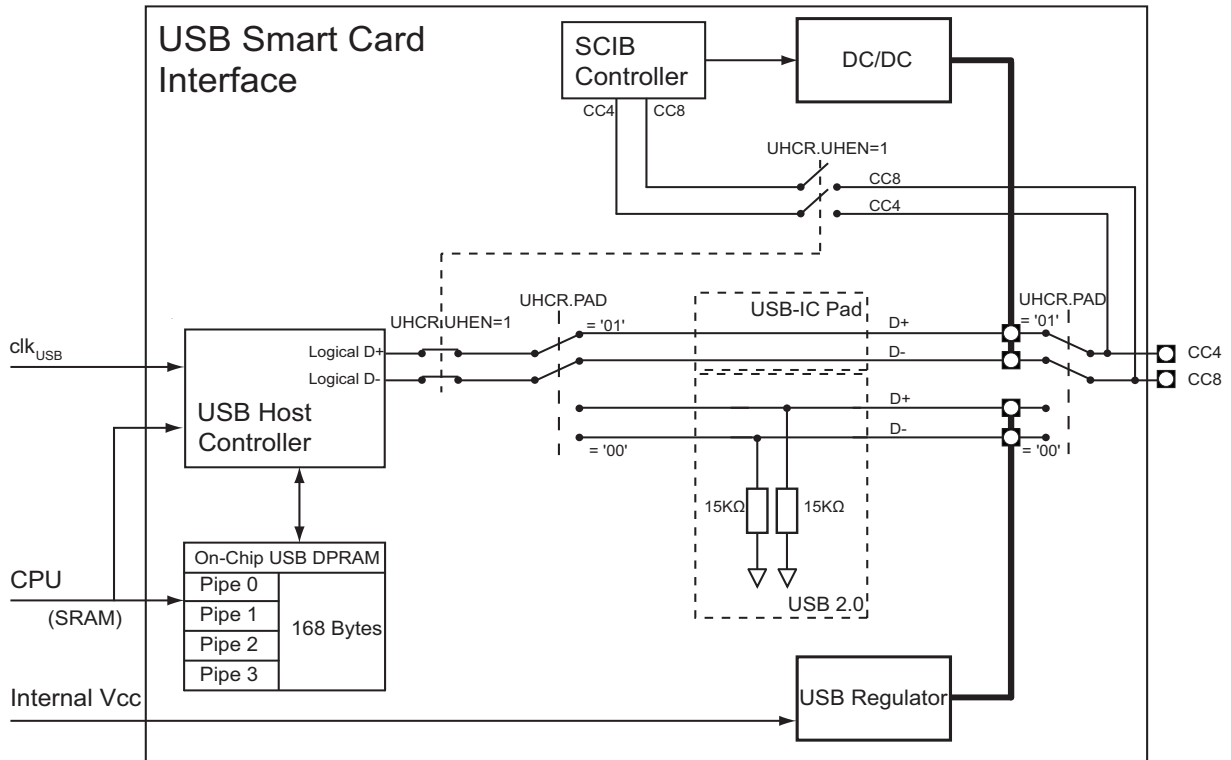 USB Smart Card
Interface
SCIB
Controller
DC/DC
CC4
CC8
UHCR.UHEN=1
CC8
CC4
UHCR.PAD
USB-IC Pad
UHCR.PAD
UHCR.UHEN=1
= '01'
D+
= '01'
clkUSB
Logical D+
D-
CC4
Logical D-
CC8
USB Host
Controller
D+
D-
= '00'
= '00'
15KΩ
15KΩ
On-Chip USB DPRAM
CPU
(SRAM)
Pipe 0
Pipe 1
Pipe 2
Pipe 3
168 Bytes
USB 2.0
Internal Vcc
USB Regulator